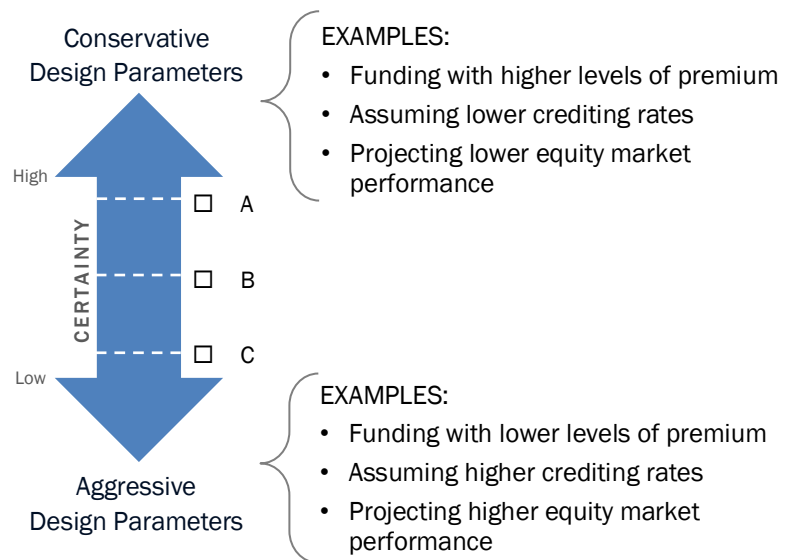 Conservative
Design Parameters
EXAMPLES:
• Funding with higher levels of premium
• Assuming lower crediting rates
• Projecting lower equity market
performance
High
A
CERTAINTY
B
C
Low
EXAMPLES:
• Funding with lower levels of premium
• Assuming higher crediting rates
• Projecting higher equity market
performance
Aggressive
Design Parameters